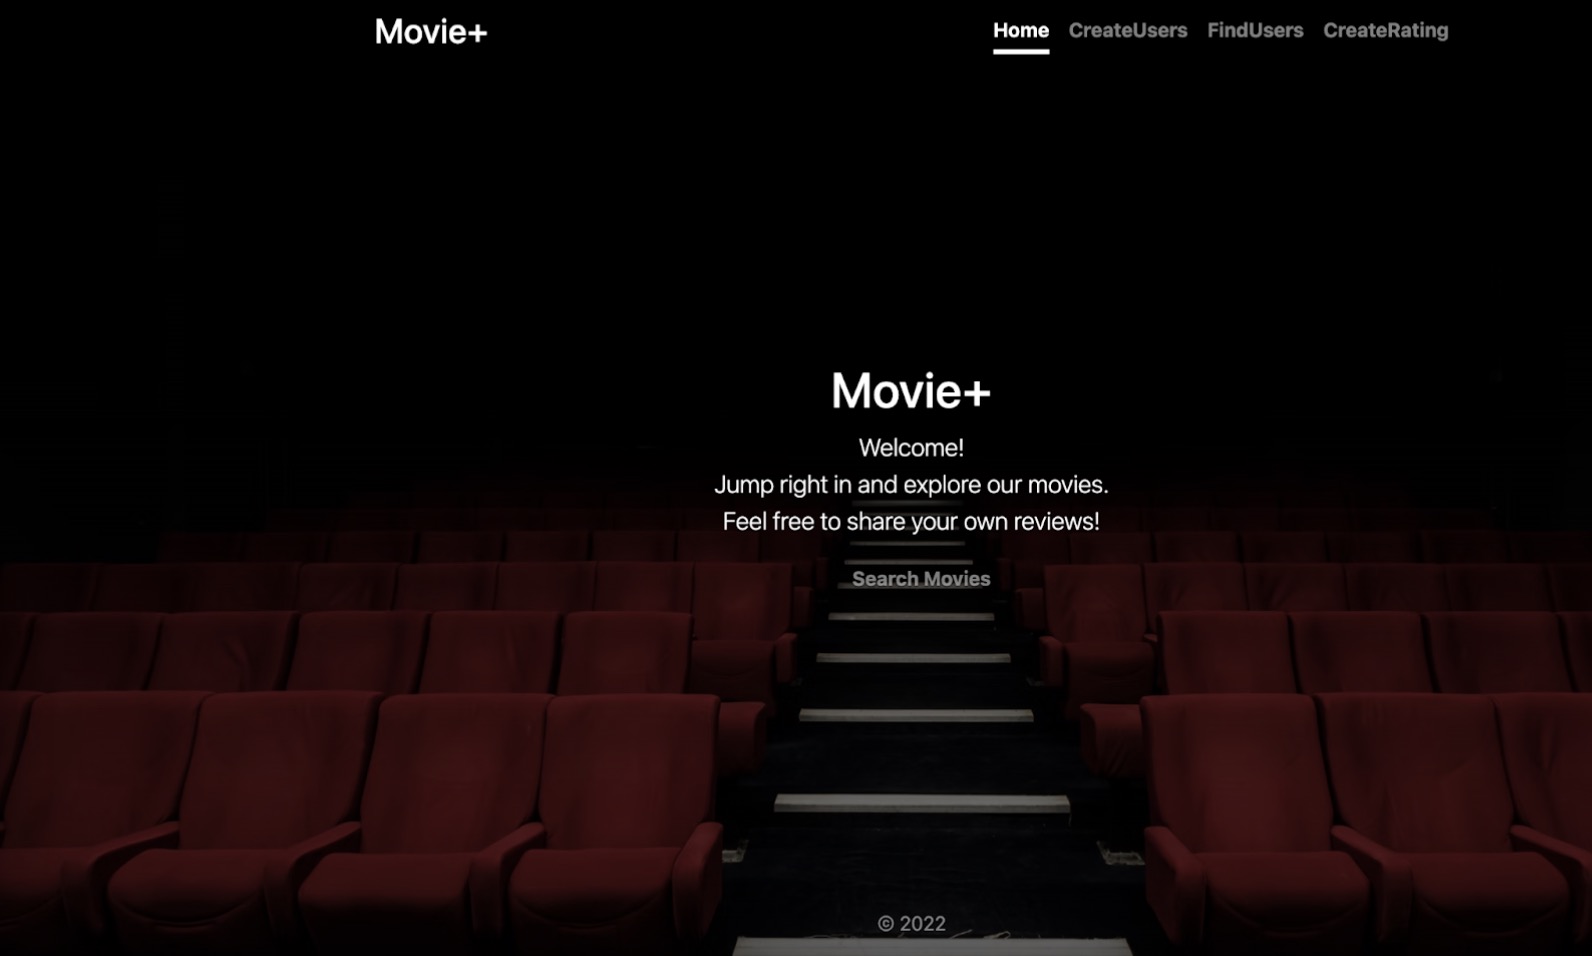 Movie+
Home CreateUsers FindUsers CreateRating
Movie+
Welcome!
Jump right in and explore our movies.
Feel free to share your own reviews!
Search Movies
© 2022